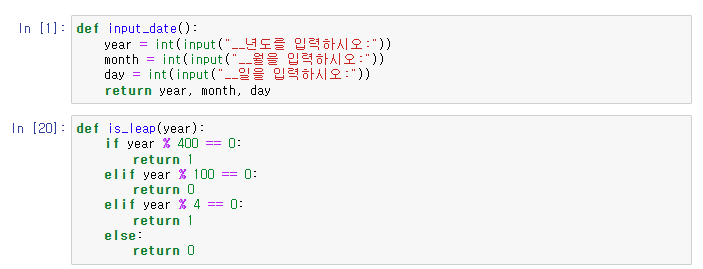 In [1]: def input_date():
    year = int(input("__년도를 입력하시오:"))
    month = int(input("__월을 입력하시오:"))
    day = int(input("__일을 입력하시오:"))
    return year, month, day
In [20]: def is_leap(year):
    if year % 400 == 0:
        return 1
    elif year % 100 == 0:
        return 0
    elif year % 4 == 0:
        return 1
    else:
        return 0